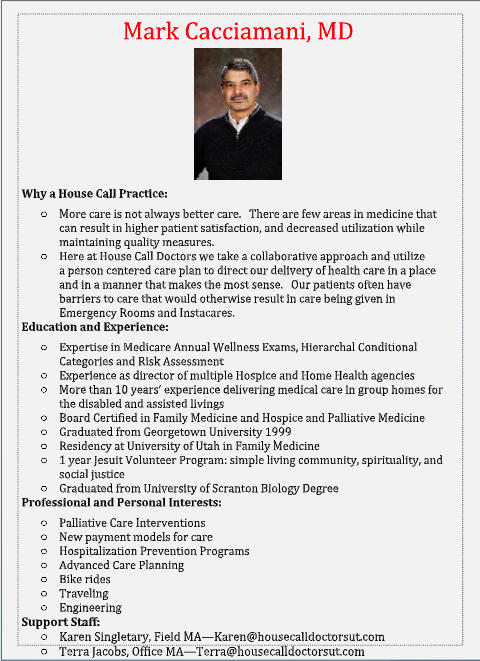 Mark Cacciamani, MD
Why a House Call Practice:
o More care is not always better care. There are few areas in medicine that
can result in higher patient satisfaction, and decreased utilization while
maintaining quality measures.
o Here at House Call Doctors we take a collaborative approach and utilize
a person centered care plan to direct our delivery of health care in a place
and in a manner that makes the most sense. Our patients often have
barriers to care that would otherwise result in care being given in
Emergency Rooms and Instacares.
Education and Experience:
o Expertise in Medicare Annual Wellness Exams, Hierarchal Conditional
Categories and Risk Assessment
o Experience as director of multiple Hospice and Home Health agencies
o More than 10 years’ experience delivering medical care in group homes for
the disabled and assisted livings
o Board Certified in Family Medicine and Hospice and Palliative Medicine
o Graduated from Georgetown University 1999
o Residency at University of Utah in Family Medicine
o 1 year Jesuit Volunteer Program: simple living community, spirituality, and
social justice
o Graduated from University of Scranton Biology Degree
Professional and Personal Interests:
o Palliative Care Interventions
o New payment models for care
o Hospitalization Prevention Programs
o Advanced Care Planning
o Bike rides
o Traveling
o Engineering
Support Staff:
o Karen Singletary, Field MA—Karen@housecalldoctorsut.com
o Terra Jacobs, Office MA—Terra@housecalldoctorsut.com